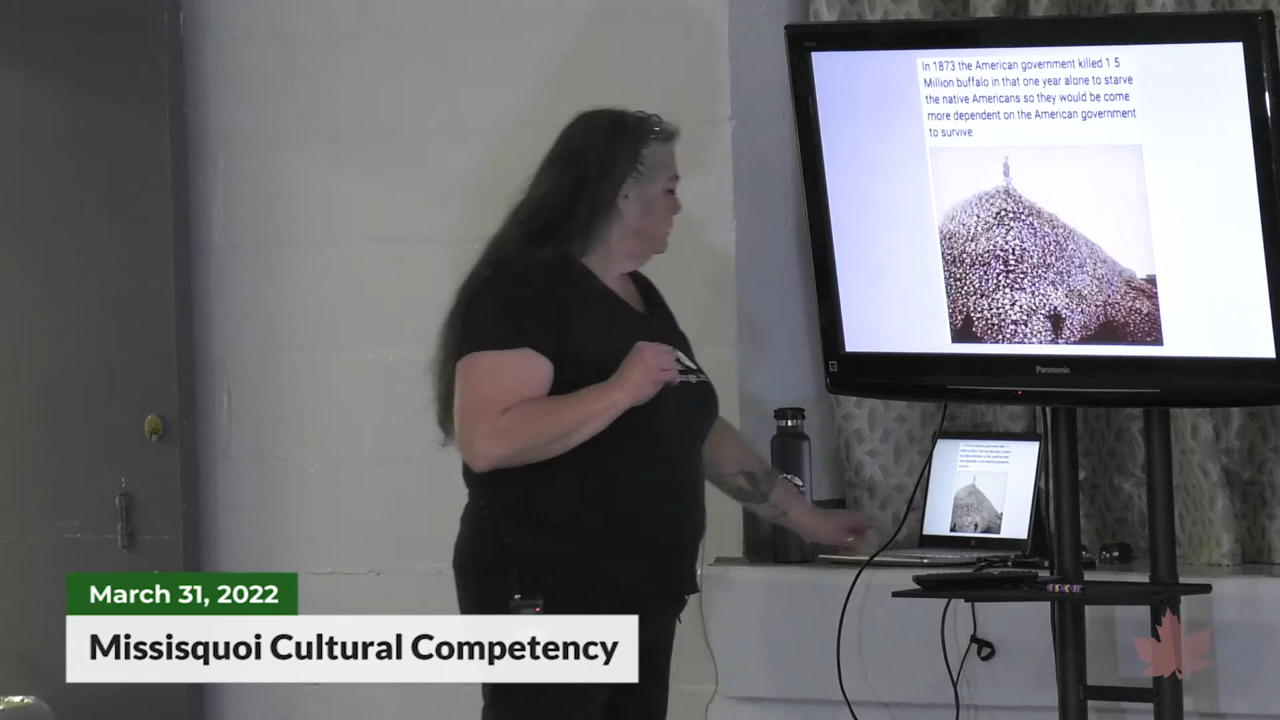 In 1873 the American government killed 1.5
Million buffalo in that one year alone to starve
the native Americans so they would be come
more dependent on the American government
to survive
Panasonic
March 31, 2022
Missisquoi Cultural Competency